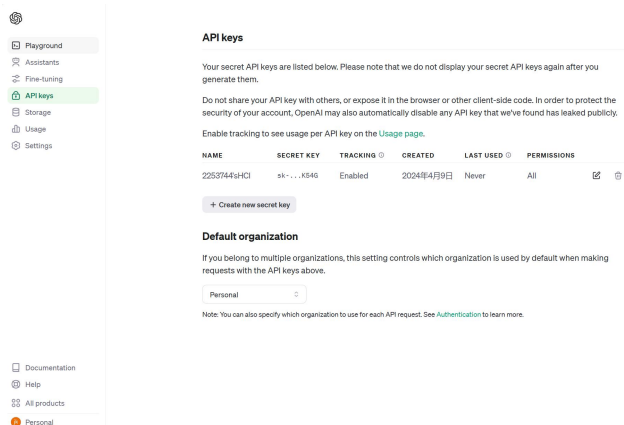 Playground
Assistants
Fine-tuning
API keys
Storage
Usage
Settings
Documentation
Help
All products
Personal
API keys
Your secret API keys are listed below. Please note that we do not display your secret API keys again after you
generate them.
Do not share your API key with others, or expose it in the browser or other client-side code. In order to protect the
security of your account, OpenAI may also automatically disable any API key that we've found has leaked publicly.
Enable tracking to see usage per API key on the Usage page.
NAME SECRET KEY TRACKING CREATED LAST USED PERMISSIONS
2253744'sHCI sk-...K54G Enabled 2024年4月9日 Never All
+ Create new secret key
Default organization
If you belong to multiple organizations, this setting controls which organization is used by default when making
requests with the API keys above.
Personal
Note: You can also specify which organization to use for each API request. See Authentication to learn more.